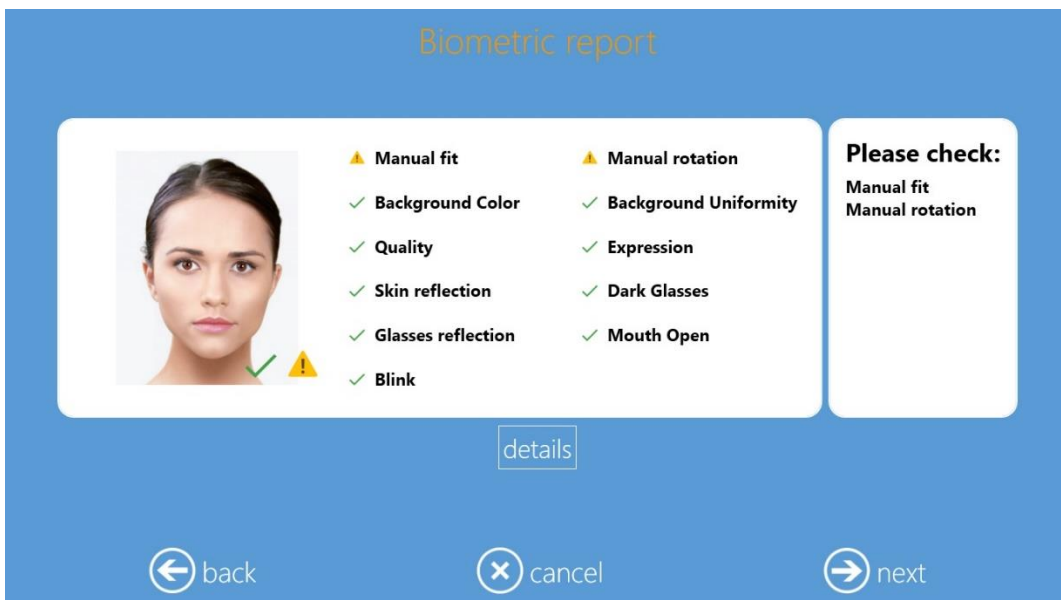 Biometric report
Manual fit
Manual rotation
Background Color
Background Uniformity
Quality
Expression
Skin reflection
Dark Glasses
Glasses reflection
Mouth Open
Blink
Please check:
Manual fit
Manual rotation
details
back
cancel
next